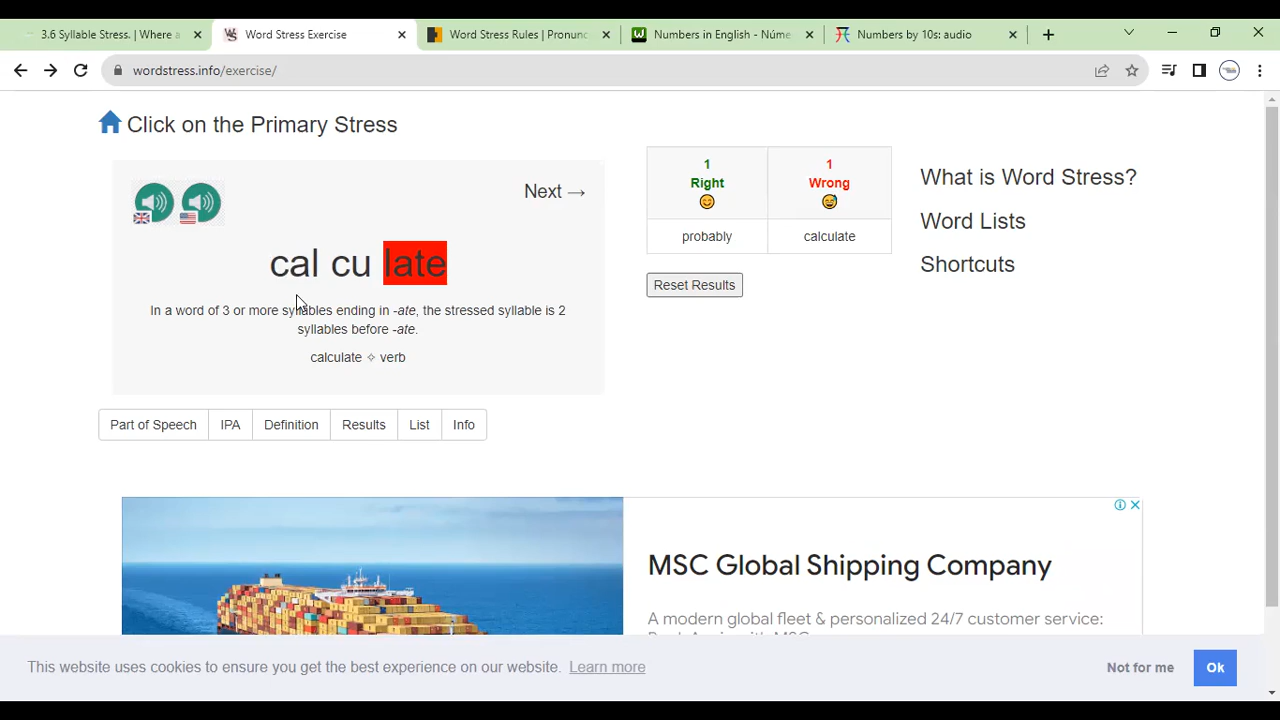 3.6 Syllable Stress. | Where a
Word Stress Exercise
Word Stress Rules | Pronunc
Numbers in English - Núme
Numbers by 10s: audio
wordstress.info/exercise/
Click on the Primary Stress
Next →
cal cu late
In a word of 3 or more syllables ending in -ate, the stressed syllable is 2
syllables before -ate.
calculate ✧ verb
Part of Speech
IPA
Definition
Results
List
Info
1
Right
probably
1
Wrong
calculate
Reset Results
What is Word Stress?
Word Lists
Shortcuts
MSC Global Shipping Company
A modern global fleet & personalized 24/7 customer service:
This website uses cookies to ensure you get the best experience on our website. Learn more
Not for me
Ok